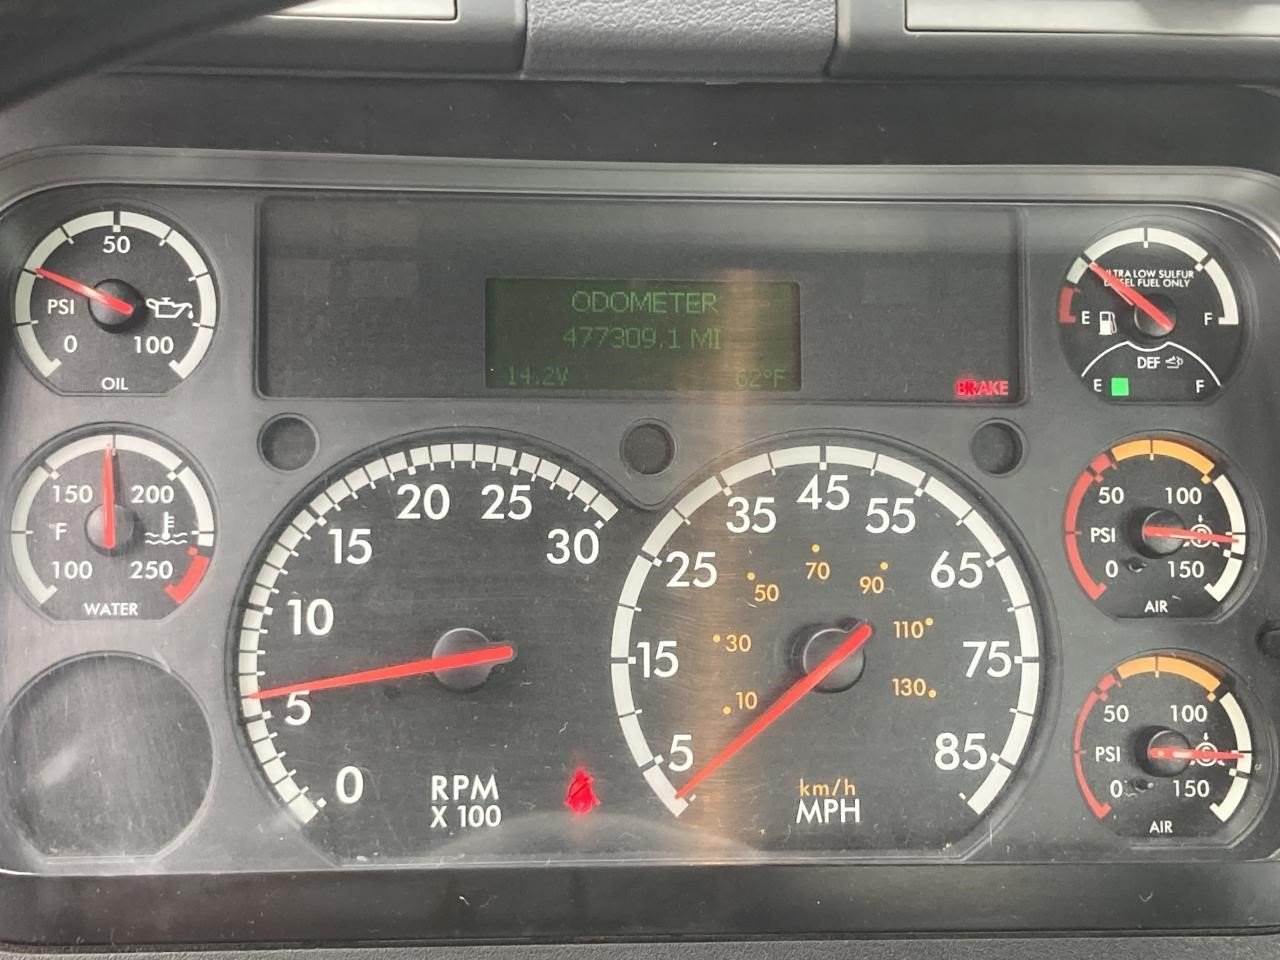 50
PSI
0 100
OIL
ODOMETER
477309.1 MI
14.2V 62°F
BRAKE
ULTRA LOW SULFUR
DIESEL FUEL ONLY
E F
DEF
E F
150 200
F
100 250
WATER
0 5 10 15 20 25 30
RPM
X 100
5 15 25 35 45 55 65 75 85
10 30 50 70 90 110 130
km/h
MPH
50 100
PSI
0 150
AIR
50 100
PSI
0 150
AIR